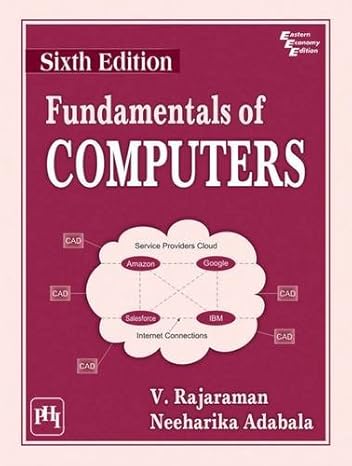 Eastern
Economy
Edition
Sixth Edition
Fundamentals of
COMPUTERS
Service Providers Cloud
CAD
Amazon
Google
CAD
CAD
CAD
Salesforce
IBM
CAD
CAD
Internet Connections
V. Rajaraman
Neeharika Adabala
PHI